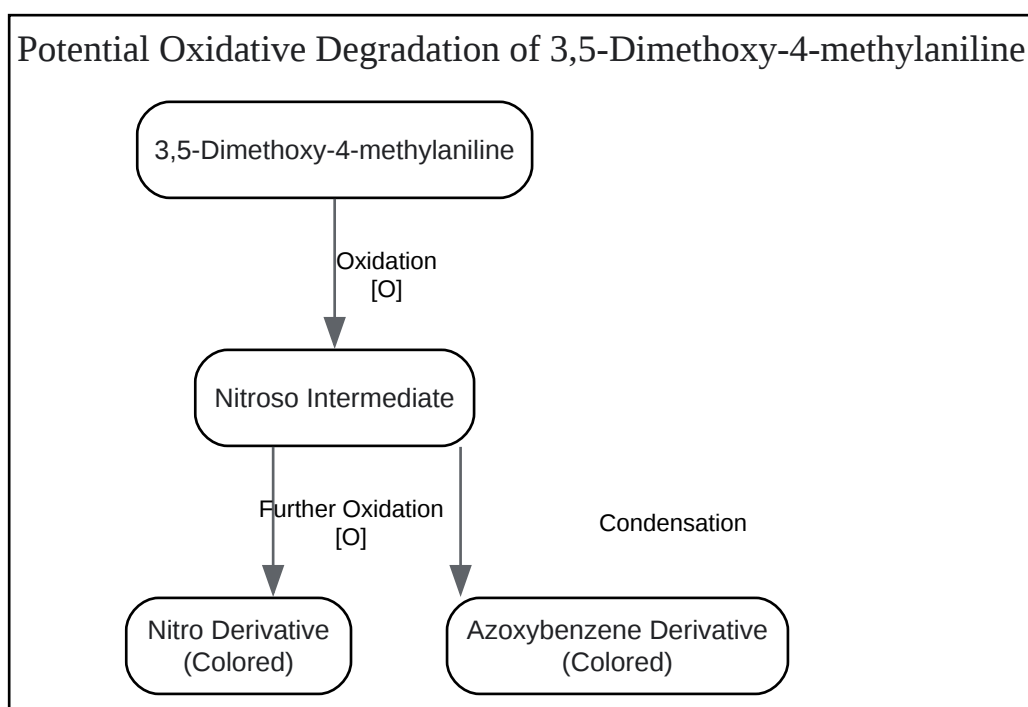 Potential Oxidative Degradation of 3,5-Dimethoxy-4-methylaniline
3,5-Dimethoxy-4-methylaniline
Oxidation
[O]
Nitroso Intermediate
Further Oxidation
[O]
Condensation
Nitro Derivative
(Colored)
Azoxybenzene Derivative
(Colored)